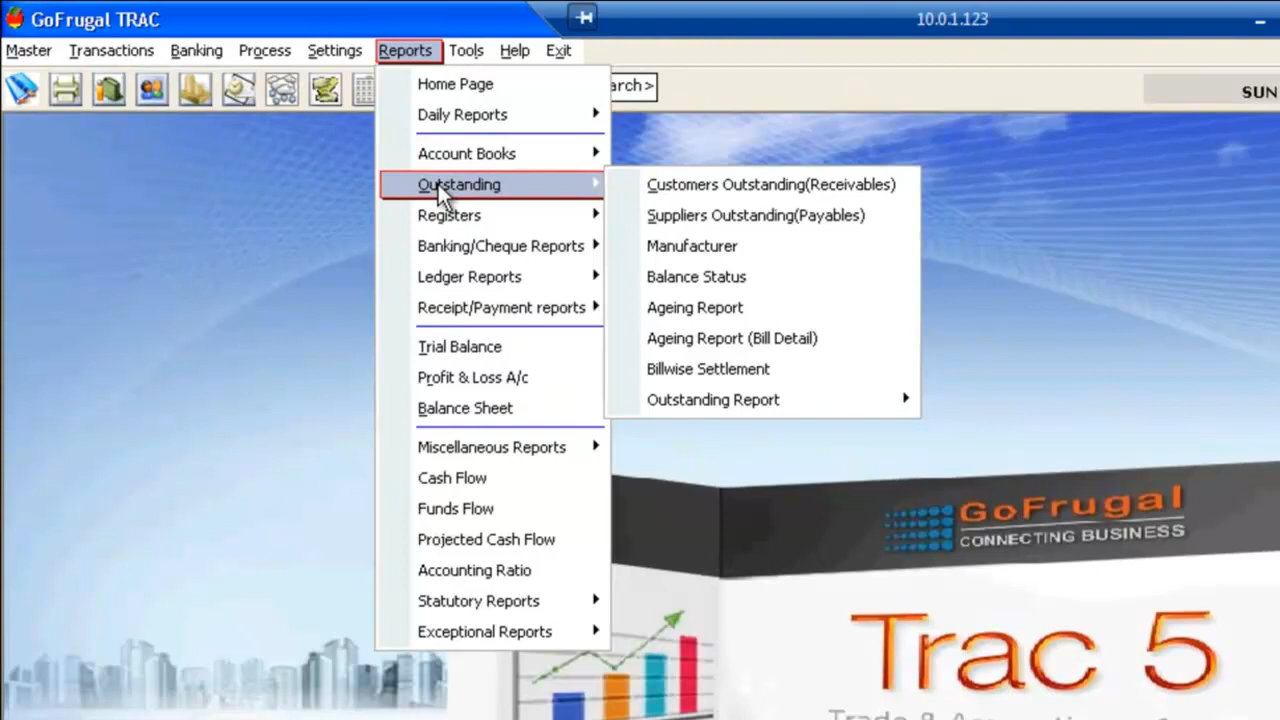 GoFrugal TRAC
10.0.1.123
Master Transactions Banking Process Settings Reports Tools Help Exit
arch>
SUN
Home Page
Daily Reports
Account Books
Outstanding
Registers
Banking/Cheque Reports
Ledger Reports
Receipt/Payment reports
Trial Balance
Profit & Loss A/c
Balance Sheet
Miscellaneous Reports
Cash Flow
Funds Flow
Projected Cash Flow
Accounting Ratio
Statutory Reports
Exceptional Reports
Customers Outstanding(Receivables)
Suppliers Outstanding(Payables)
Manufacturer
Balance Status
Ageing Report
Ageing Report (Bill Detail)
Billwise Settlement
Outstanding Report
GoFrugal
CONNECTING BUSINESS
Trac 5
Trade &